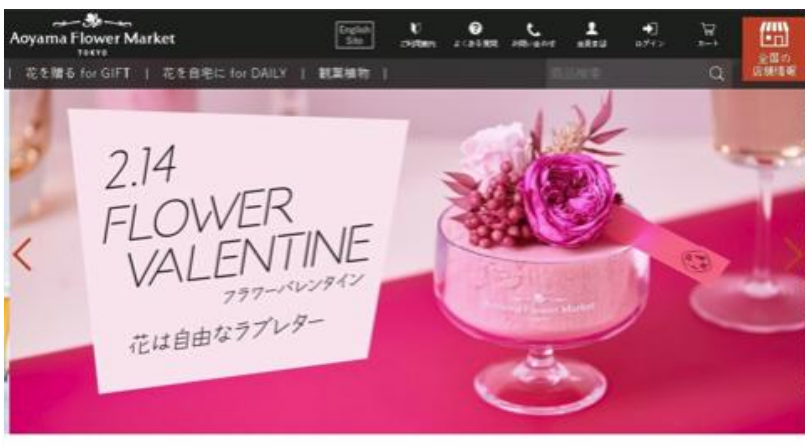 Aoyama Flower Market
TOKYO
English
Site
ご利用案内
よくある質問
お問い合わせ
会員登録
ログイン
カート
全国の
店舗情報
| 花を贈る for GIFT | 花を自宅に for DAILY | 観葉植物 |
商品検索
2.14
FLOWER
VALENTINE
フラワーバレンタイン
花は自由なラブレター
Aoyama Flower Market